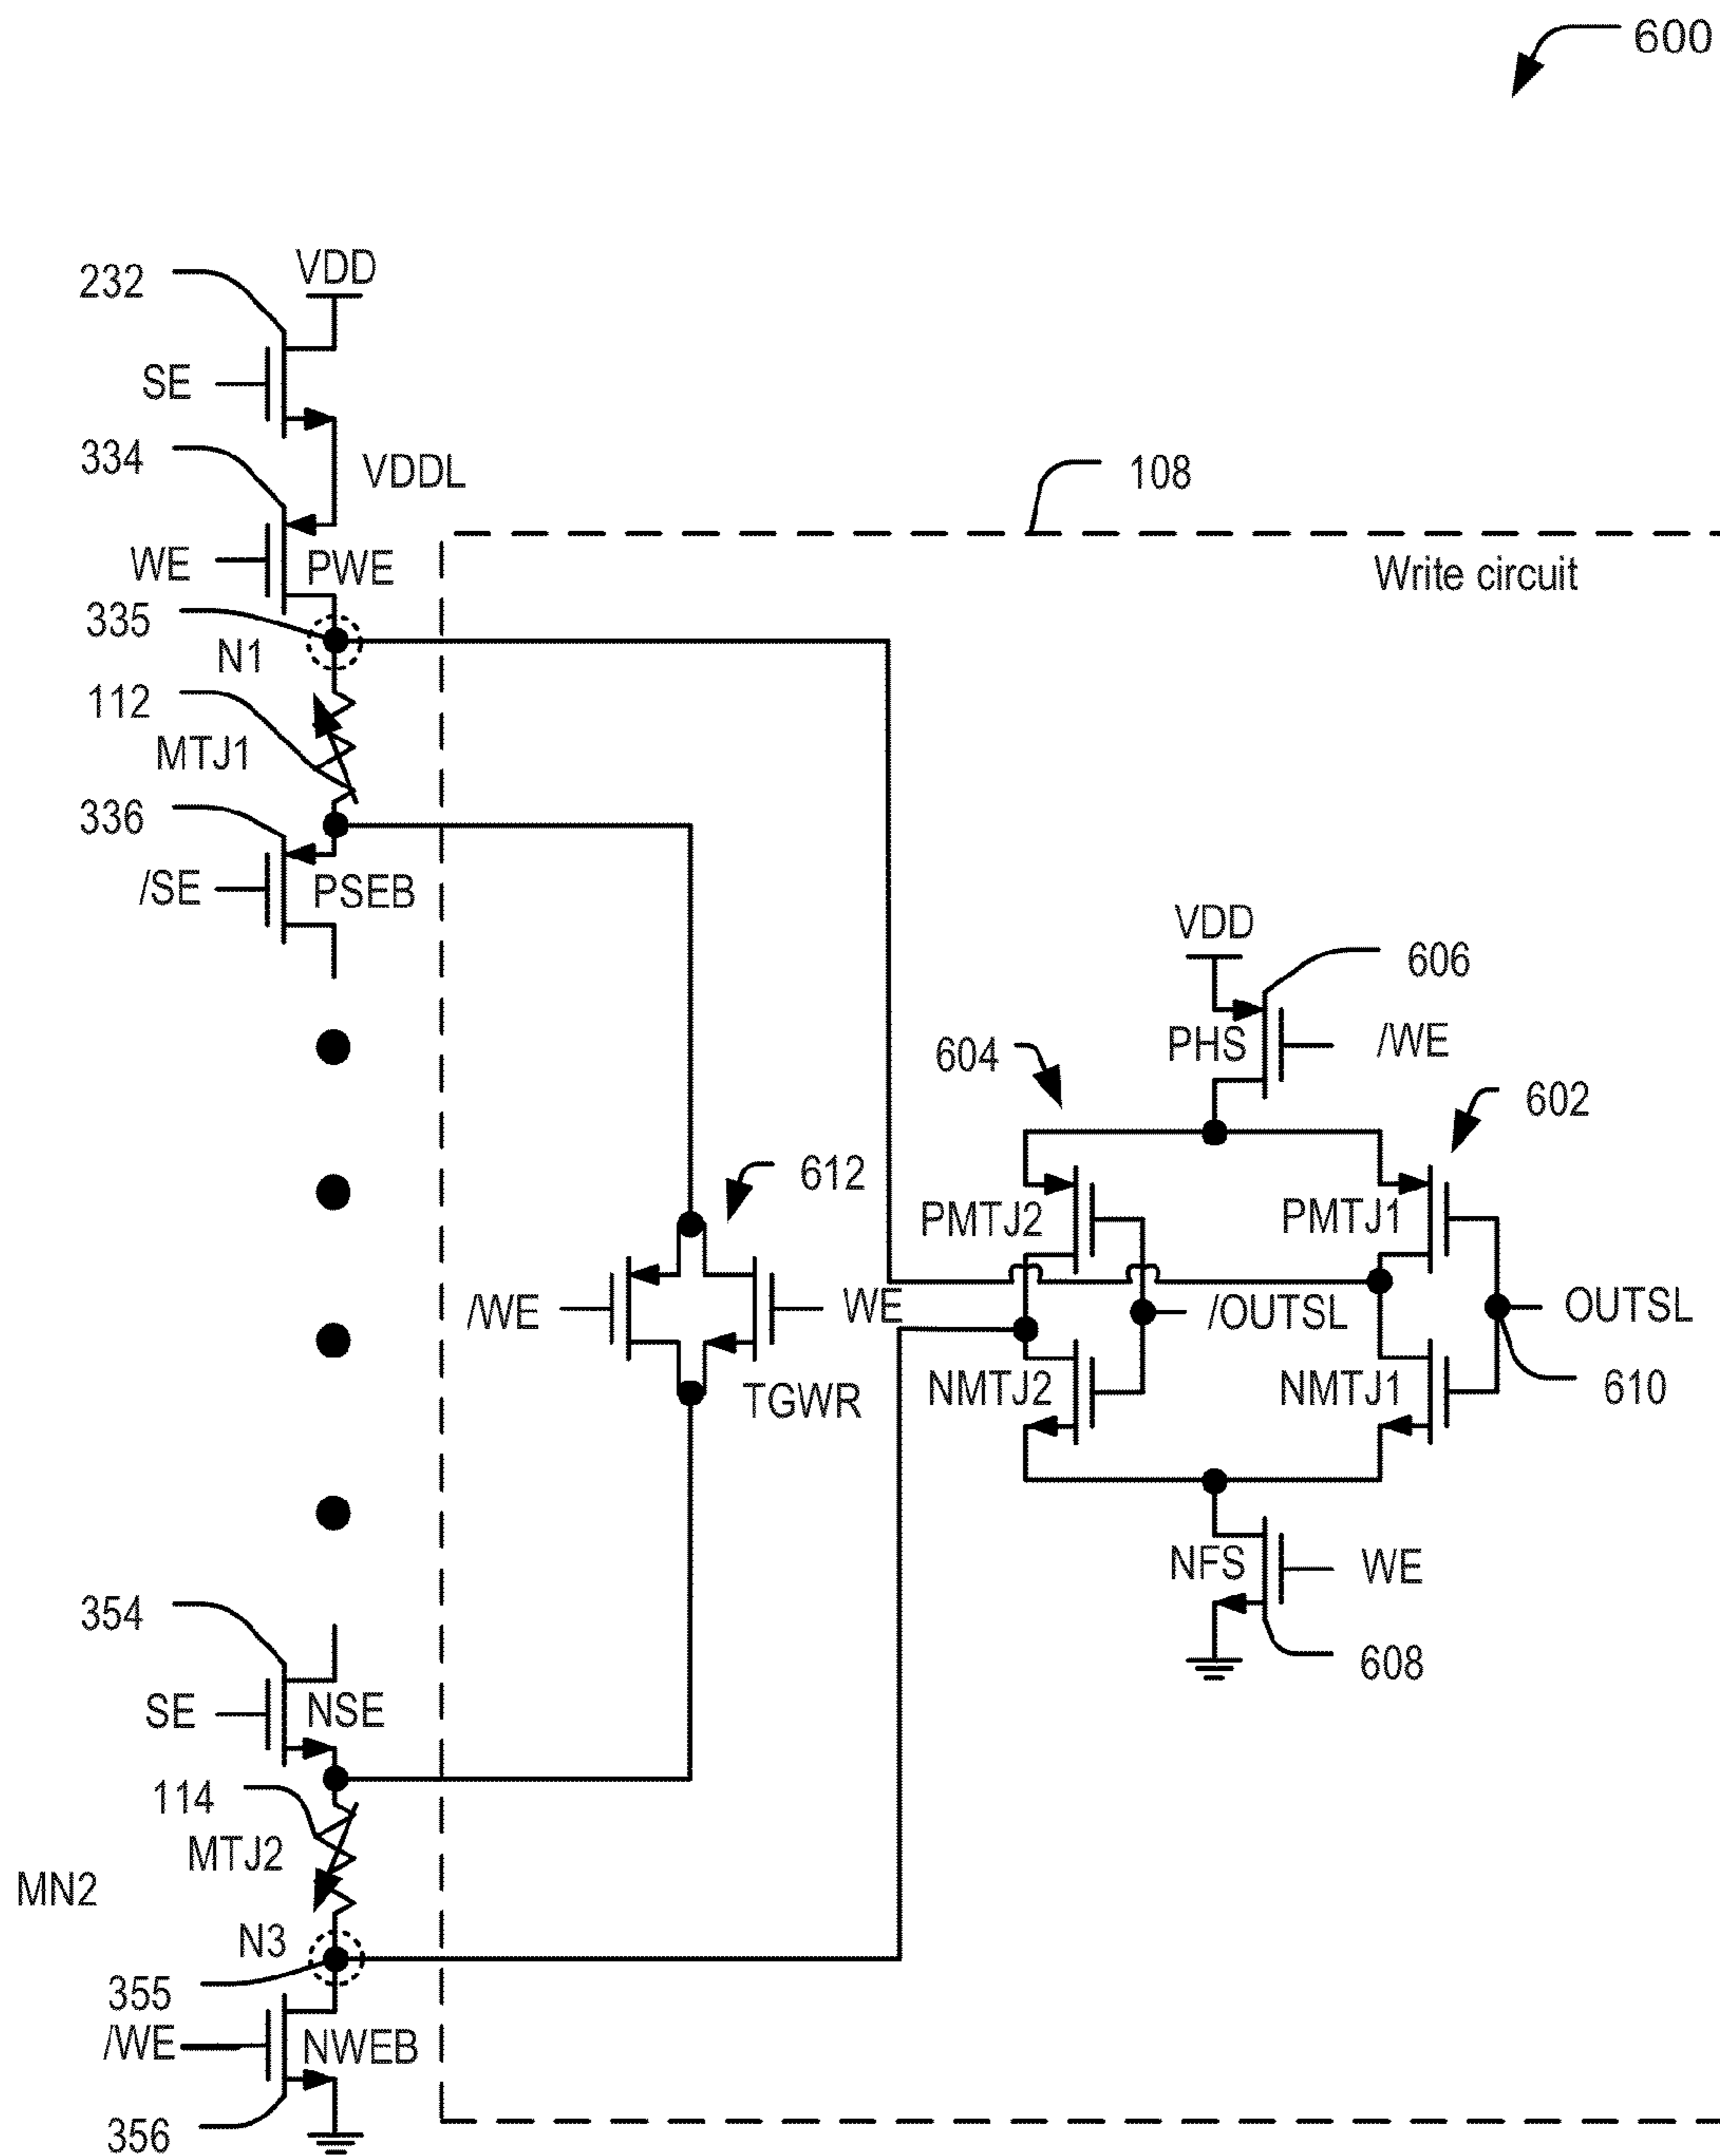 600
232
VDD
SE
334
VDDL
108
WE
PWE
Write circuit
335
N1
112
MTJ1
336
/SE
PSEB
VDD
606
604
PHS
/WE
602
612
PMTJ2
PMTJ1
/WE
WE
/OUTSL
OUTSL
TGWR
NMTJ2
NMTJ1
610
NFS
WE
354
608
SE
NSE
114
MTJ2
MN2
N3
355
/WE
NWEB
356